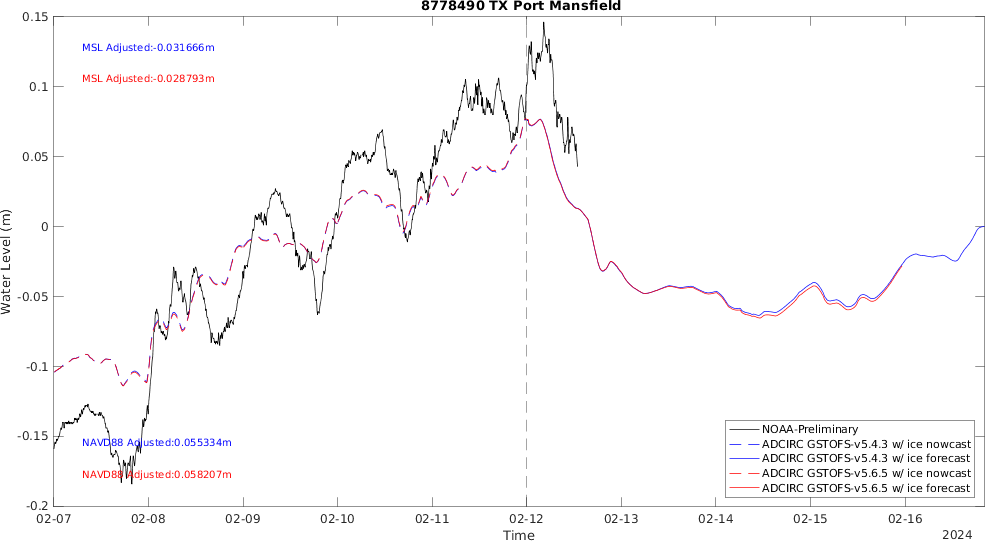 8778490 TX Port Mansfield
0.15
MSL Adjusted:-0.031666m
MSL Adjusted:-0.028793m
0.1
0.05
0
-0.05
-0.1
-0.15
-0.2
Water Level (m)
NAVD88 Adjusted:0.055334m
NAVD88 Adjusted:0.058207m
NOAA-Preliminary
ADCIRC GSTOFS-v5.4.3 w/ ice nowcast
ADCIRC GSTOFS-v5.4.3 w/ ice forecast
ADCIRC GSTOFS-v5.6.5 w/ ice nowcast
ADCIRC GSTOFS-v5.6.5 w/ ice forecast
02-07 02-08 02-09 02-10 02-11 02-12 02-13 02-14 02-15 02-16
Time
2024